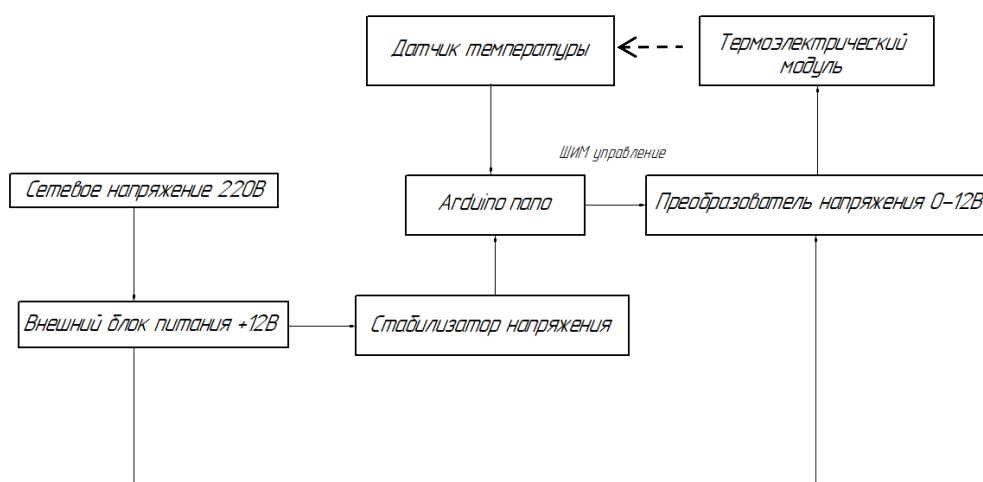 Датчик температуры
Термоэлектрический
модуль
ШИМ управление
Сетевое напряжение 220В
Arduino nano
Преобразователь напряжения 0-12В
Внешний блок питания +12В
Стабилизатор напряжения